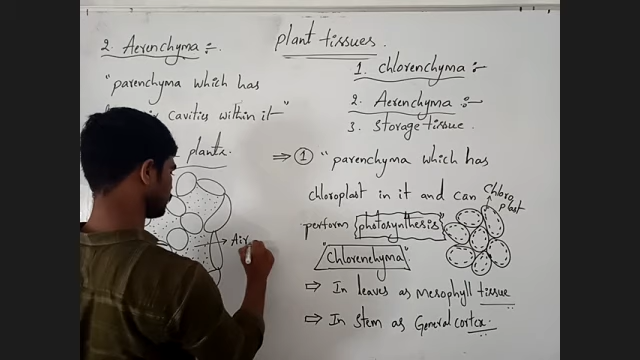 plant tissues
2. Aerenchyma :-
"parenchyma which has
cavities within it"
plants.
Air
1. Chlorenchyma :-
2. Aerenchyma :-
3. Storage tissue.
⇒ ① "parenchyma which has
chloroplast in it and can
perform photosynthesis"
"Chlorenchyma"
Chloro
plast
⇒ In leaves as Mesophyll tissue
⇒ In stem as General cortex.